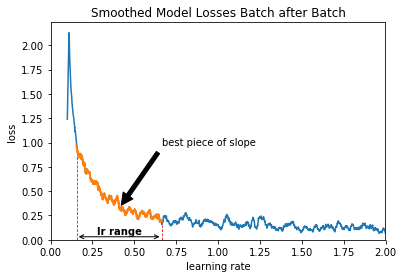 Smoothed Model Losses Batch after Batch
2.00
1.75
1.50
1.25
1.00
0.75
0.50
0.25
0.00
loss
best piece of slope
lr range
0.00 0.25 0.50 0.75 1.00 1.25 1.50 1.75 2.00
learning rate